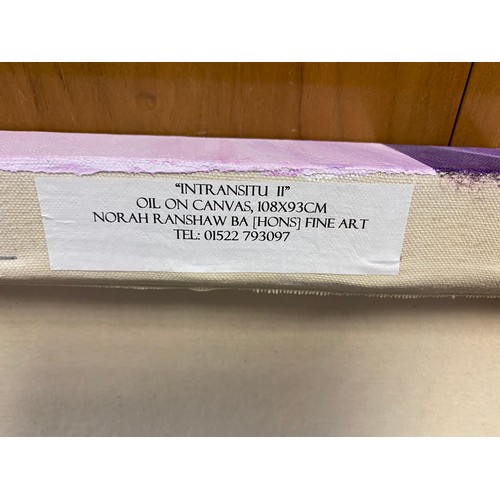 “INTRANSITU II”
OIL ON CANVAS, 108X93CM
NORAH RANSHAW BA [HONS] FINE ART
TEL: 01522 793097